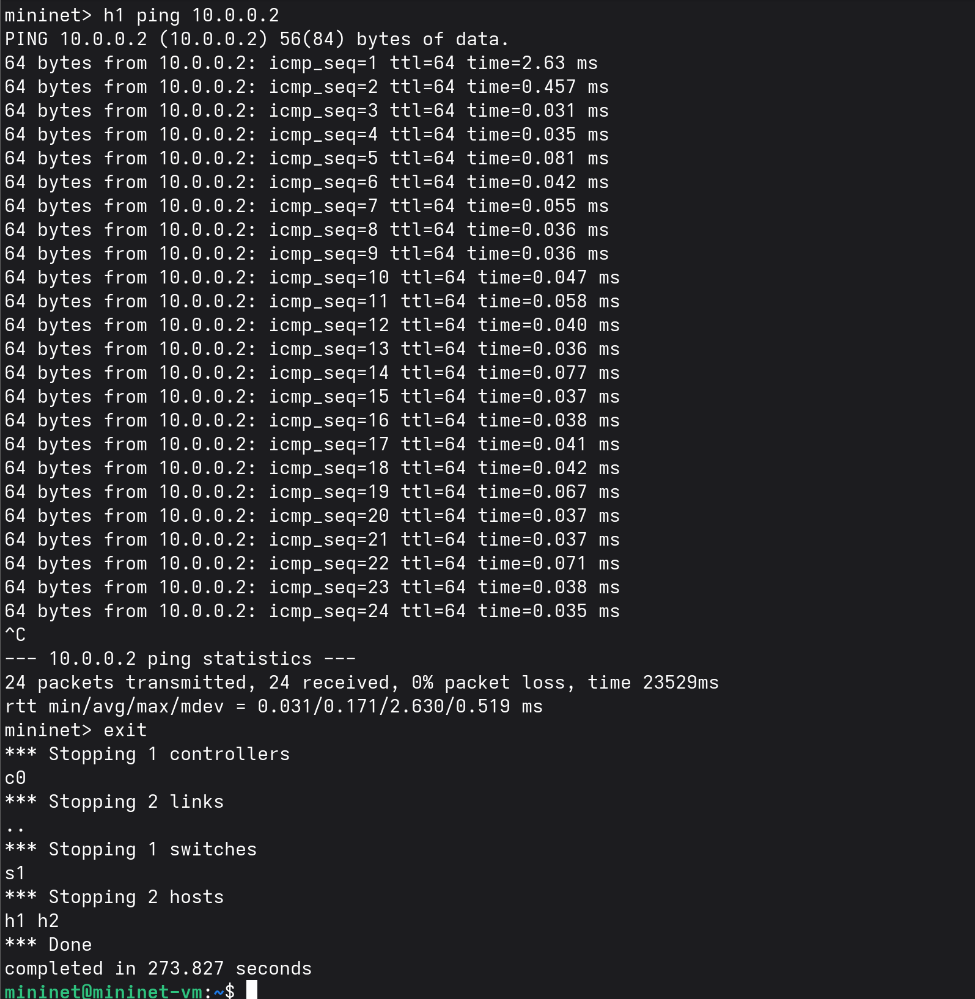 mininet> h1 ping 10.0.0.2
PING 10.0.0.2 (10.0.0.2) 56(84) bytes of data.
64 bytes from 10.0.0.2: icmp_seq=1 ttl=64 time=2.63 ms
64 bytes from 10.0.0.2: icmp_seq=2 ttl=64 time=0.457 ms
64 bytes from 10.0.0.2: icmp_seq=3 ttl=64 time=0.031 ms
64 bytes from 10.0.0.2: icmp_seq=4 ttl=64 time=0.035 ms
64 bytes from 10.0.0.2: icmp_seq=5 ttl=64 time=0.081 ms
64 bytes from 10.0.0.2: icmp_seq=6 ttl=64 time=0.042 ms
64 bytes from 10.0.0.2: icmp_seq=7 ttl=64 time=0.055 ms
64 bytes from 10.0.0.2: icmp_seq=8 ttl=64 time=0.036 ms
64 bytes from 10.0.0.2: icmp_seq=9 ttl=64 time=0.036 ms
64 bytes from 10.0.0.2: icmp_seq=10 ttl=64 time=0.047 ms
64 bytes from 10.0.0.2: icmp_seq=11 ttl=64 time=0.058 ms
64 bytes from 10.0.0.2: icmp_seq=12 ttl=64 time=0.040 ms
64 bytes from 10.0.0.2: icmp_seq=13 ttl=64 time=0.036 ms
64 bytes from 10.0.0.2: icmp_seq=14 ttl=64 time=0.077 ms
64 bytes from 10.0.0.2: icmp_seq=15 ttl=64 time=0.037 ms
64 bytes from 10.0.0.2: icmp_seq=16 ttl=64 time=0.038 ms
64 bytes from 10.0.0.2: icmp_seq=17 ttl=64 time=0.041 ms
64 bytes from 10.0.0.2: icmp_seq=18 ttl=64 time=0.042 ms
64 bytes from 10.0.0.2: icmp_seq=19 ttl=64 time=0.067 ms
64 bytes from 10.0.0.2: icmp_seq=20 ttl=64 time=0.037 ms
64 bytes from 10.0.0.2: icmp_seq=21 ttl=64 time=0.037 ms
64 bytes from 10.0.0.2: icmp_seq=22 ttl=64 time=0.071 ms
64 bytes from 10.0.0.2: icmp_seq=23 ttl=64 time=0.038 ms
64 bytes from 10.0.0.2: icmp_seq=24 ttl=64 time=0.035 ms
^C
--- 10.0.0.2 ping statistics ---
24 packets transmitted, 24 received, 0% packet loss, time 23529ms
rtt min/avg/max/mdev = 0.031/0.171/2.630/0.519 ms
mininet> exit
*** Stopping 1 controllers
c0
*** Stopping 2 links
..
*** Stopping 1 switches
s1
*** Stopping 2 hosts
h1 h2
*** Done
completed in 273.827 seconds
mininet@mininet-vm:~$